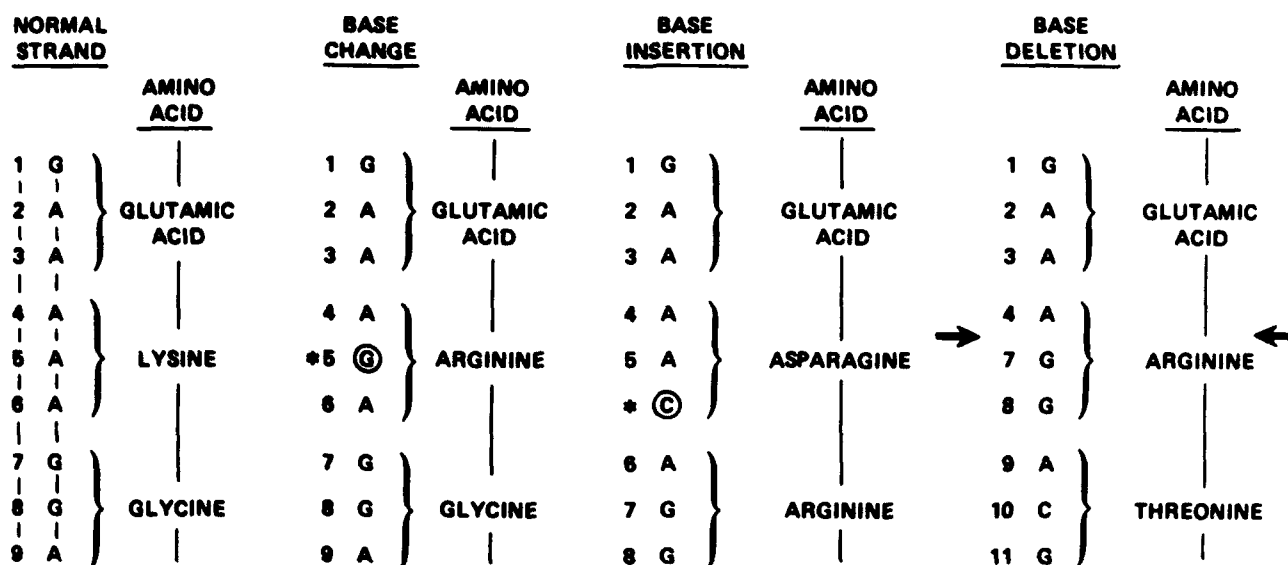 NORMAL STRAND
AMINO ACID
1 G
2 A
3 A
GLUTAMIC ACID
4 A
5 A
6 A
LYSINE
7 G
8 G
9 A
GLYCINE
BASE CHANGE
AMINO ACID
1 G
2 A
3 A
GLUTAMIC ACID
4 A
*5 G
6 A
ARGININE
7 G
8 G
9 A
GLYCINE
BASE INSERTION
AMINO ACID
1 G
2 A
3 A
GLUTAMIC ACID
4 A
5 A
* C
ASPARAGINE
6 A
7 G
8 G
ARGININE
BASE DELETION
AMINO ACID
1 G
2 A
3 A
GLUTAMIC ACID
4 A
7 G
8 G
ARGININE
9 A
10 C
11 G
THREONINE